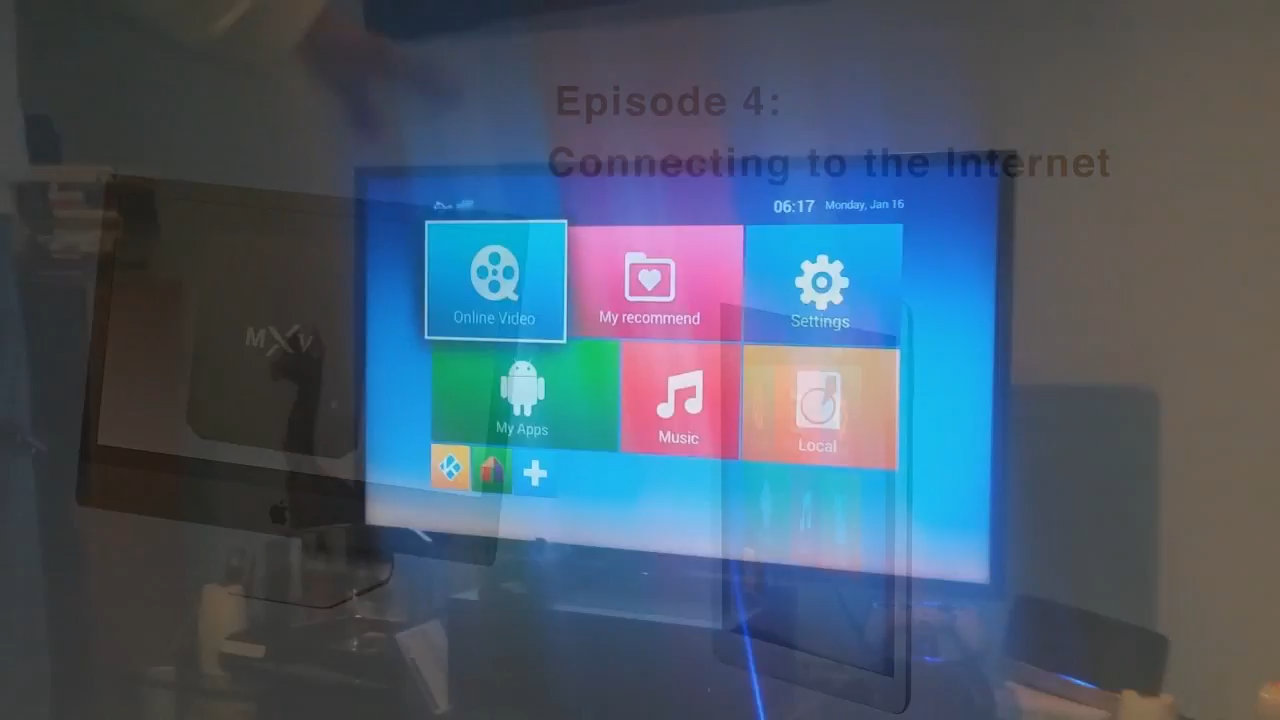 Episode 4:
Connecting to the Internet
06:17 Monday, Jan 16
Online Video
My recommend
Settings
MXV
My Apps
Music
Local